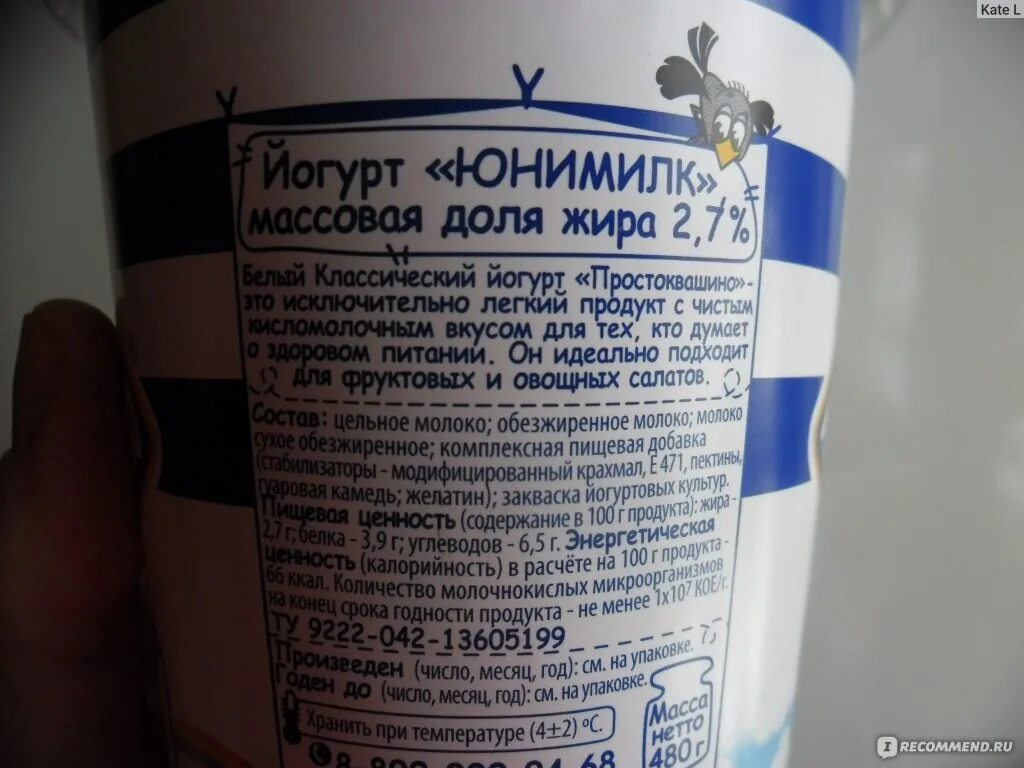 Kate L
Йогурт «ЮНИМИЛК»
массовая доля жира 2,7%
Белый Классический йогурт «Простоквашино» -
это исключительно легкий продукт с чистым
кисломолочным вкусом для тех, кто думает
о здоровом питании. Он идеально подходит
для фруктовых и овощных салатов.
Состав: цельное молоко; обезжиренное молоко; молоко
сухое обезжиренное; комплексная пищевая добавка
(стабилизаторы - модифицированный крахмал, Е 471, пектины,
гуаровая камедь; желатин); закваска йогуртовых культур.
Пищевая ценность (содержание в 100 г продукта): жира -
2,7 г; белка - 3,9 г; углеводов - 6,5 г. Энергетическая
ценность (калорийность) в расчёте на 100 г продукта -
66 ккал. Количество молочнокислых микроорганизмов
на конец срока годности продукта - не менее 1х10⁷ КОЕ/г.
ТУ 9222-042-13605199
Произведен (число, месяц, год): см. на упаковке.
Годен до (число, месяц, год): см. на упаковке.
Хранить при температуре (4±2) °С.
Масса
нетто
480 г
IRECOMMEND.RU